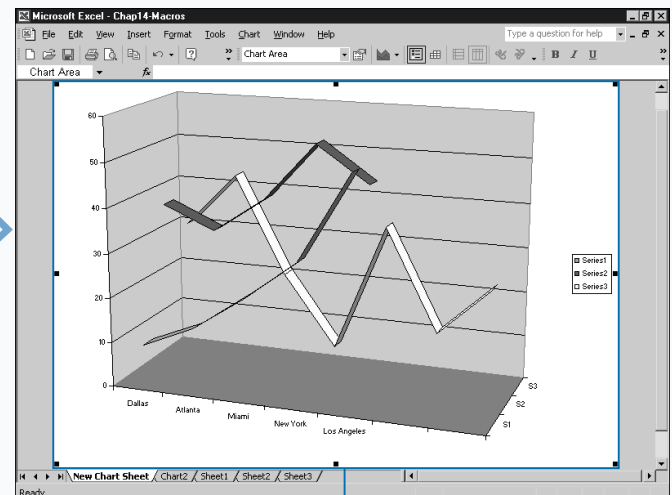 Microsoft Excel - Chap14-Macros
File Edit View Insert Format Tools Chart Window Help Type a question for help
Chart Area B I U
Chart Area fx
60
50
40
30
20
10
0
Dallas
Atlanta
Miami
New York
Los Angeles
S1
S2
S3
Series1
Series2
Series3
New Chart Sheet Chart2 Sheet1 Sheet2 Sheet3
Ready